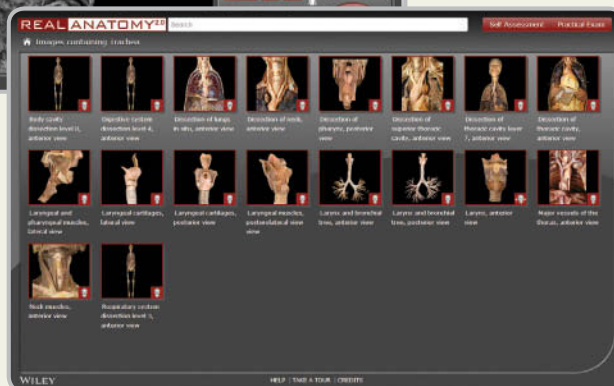 REAL ANATOMY 2.0
Search
Self Assessment Practical Exam
Images containing trachea
Body cavity
dissection level 8,
anterior view
Digestive system
dissection level 4,
anterior view
Dissection of lungs
in situ, anterior view
Dissection of neck,
anterior view
Dissection of
pharynx, posterior
view
Dissection of
superior thoracic
cavity, anterior view
Dissection of
thoracic cavity layer
7, anterior view
Dissection of
thoracic cavity,
anterior view
Laryngeal and
pharyngeal muscles,
lateral view
Laryngeal cartilages,
lateral view
Laryngeal cartilages,
posterior view
Laryngeal muscles,
posterolateral view
view
Larynx and bronchial
tree, anterior view
Larynx and bronchial
tree, posterior view
Larynx, anterior
view
Major vessels of the
thorax, anterior view
Neck muscles,
anterior view
Respiratory system
dissection level 5,
anterior view
WILEY
HELP | TAKE A TOUR | CREDITS